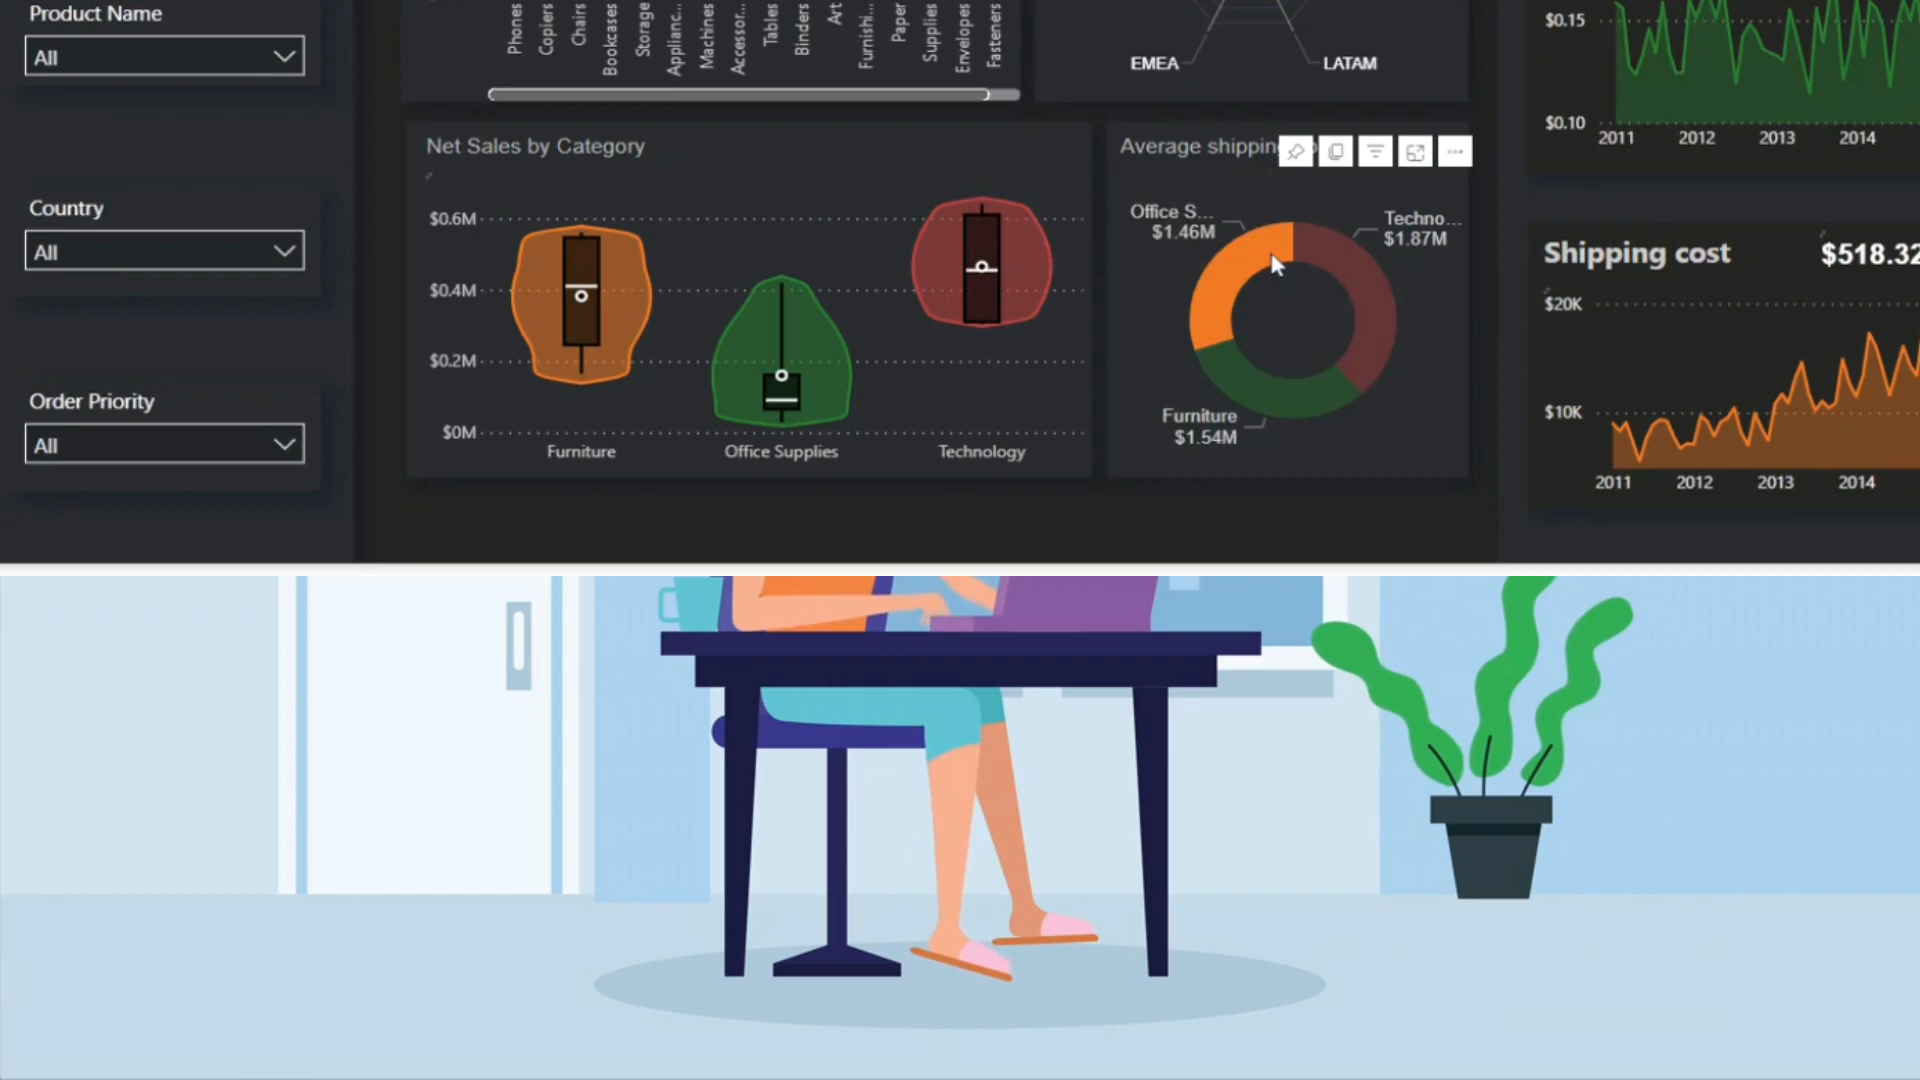 Product Name
All
Country
All
Order Priority
All
Phones
Copiers
Chairs
Bookcases
Storage
Applianc...
Machines
Accessor...
Tables
Binders
Art
Furnishi...
Paper
Supplies
Envelopes
Fasteners
EMEA
LATAM
Net Sales by Category
$0.6M
$0.4M
$0.2M
$0M
Furniture
Office Supplies
Technology
Average shipping
Office S...
$1.46M
Techno...
$1.87M
Furniture
$1.54M
$0.15
$0.10
2011
2012
2013
2014
Shipping cost
$518.32
$20K
$10K
2011
2012
2013
2014